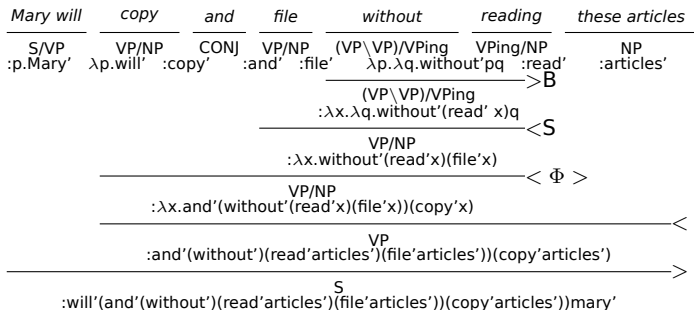 Mary will copy and file without reading these articles
S/VP VP/NP CONJ VP/NP (VP\VP)/VPing VPing/NP NP
:p.Mary’ λp.will’ :copy’ :and’ :file’ λp.λq.without’pq :read’ :articles’
>B
(VP\VP)/VPing
:λx.λq.without’(read’ x)q
<S
VP/NP
:λx.without’(read’x)(file’x)
< Φ >
VP/NP
:λx.and’(without’(read’x)(file’x))(copy’x)
<
VP
:and’(without’)(read’articles’)(file’articles’))(copy’articles’)
>
S
:will’(and’(without’)(read’articles’)(file’articles’))(copy’articles’))mary’